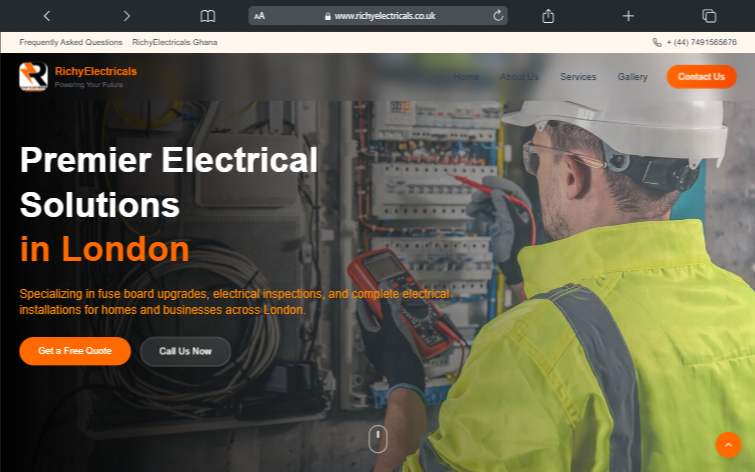 AA www.richyelectricals.co.uk
Frequently Asked Questions RichyElectricals Ghana + (44) 7491565676
RichyElectricals
Powering Your Future
Home About Us Services Gallery Contact Us
Premier Electrical
Solutions
in London
Specializing in fuse board upgrades, electrical inspections, and complete electrical
installations for homes and businesses across London.
Get a Free Quote Call Us Now